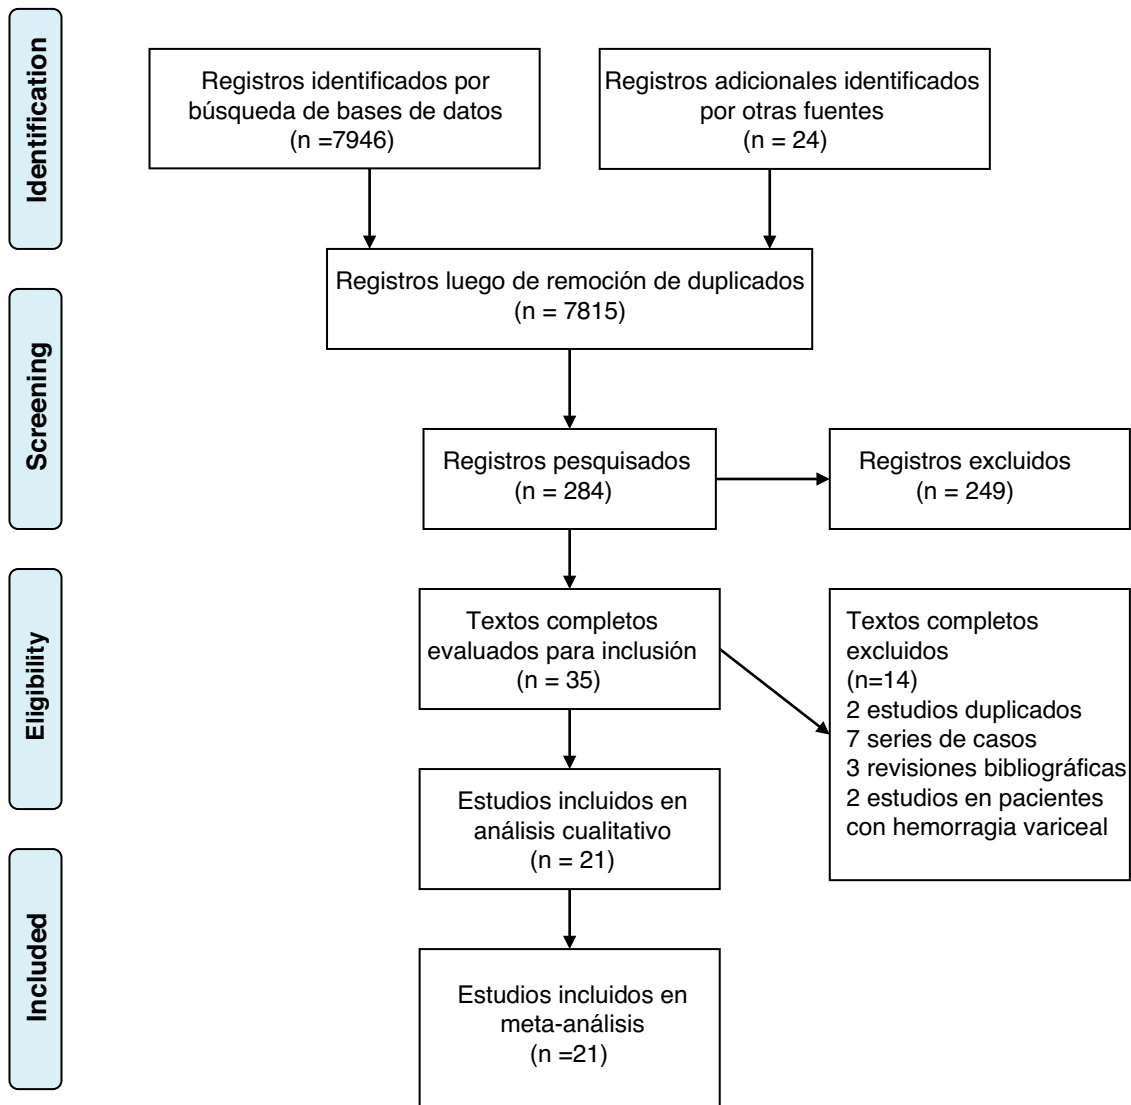 Identification
Registros identificados por
búsqueda de bases de datos
(n =7946)
Registros adicionales identificados
por otras fuentes
(n = 24)
Registros luego de remoción de duplicados
(n = 7815)
Screening
Registros pesquisados
(n = 284)
Registros excluidos
(n = 249)
Eligibility
Textos completos
evaluados para inclusión
(n = 35)
Textos completos
excluidos
(n=14)
2 estudios duplicados
7 series de casos
3 revisiones bibliográficas
2 estudios en pacientes
con hemorragia variceal
Estudios incluidos en
análisis cualitativo
(n = 21)
Included
Estudios incluidos en
meta-análisis
(n =21)